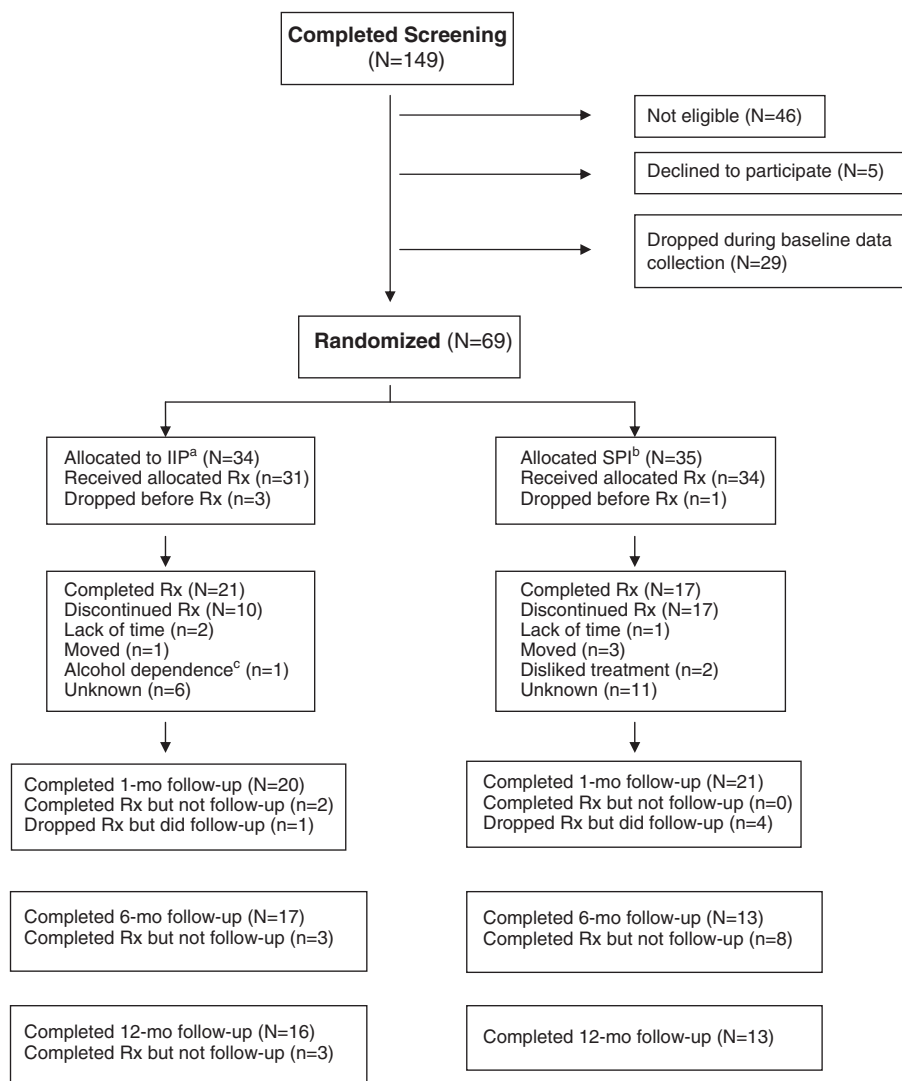 Completed Screening
(N=149)
Not eligible (N=46)
Declined to participate (N=5)
Dropped during baseline data
collection (N=29)
Randomized (N=69)
Allocated to IIPᵃ (N=34)
Received allocated Rx (n=31)
Dropped before Rx (n=3)
Allocated SPIᵇ (N=35)
Received allocated Rx (n=34)
Dropped before Rx (n=1)
Completed Rx (N=21)
Discontinued Rx (N=10)
Lack of time (n=2)
Moved (n=1)
Alcohol dependenceᶜ (n=1)
Unknown (n=6)
Completed Rx (N=17)
Discontinued Rx (N=17)
Lack of time (n=1)
Moved (n=3)
Disliked treatment (n=2)
Unknown (n=11)
Completed 1-mo follow-up (N=20)
Completed Rx but not follow-up (n=2)
Dropped Rx but did follow-up (n=1)
Completed 1-mo follow-up (N=21)
Completed Rx but not follow-up (n=0)
Dropped Rx but did follow-up (n=4)
Completed 6-mo follow-up (N=17)
Completed Rx but not follow-up (n=3)
Completed 6-mo follow-up (N=13)
Completed Rx but not follow-up (n=8)
Completed 12-mo follow-up (N=16)
Completed Rx but not follow-up (n=3)
Completed 12-mo follow-up (N=13)